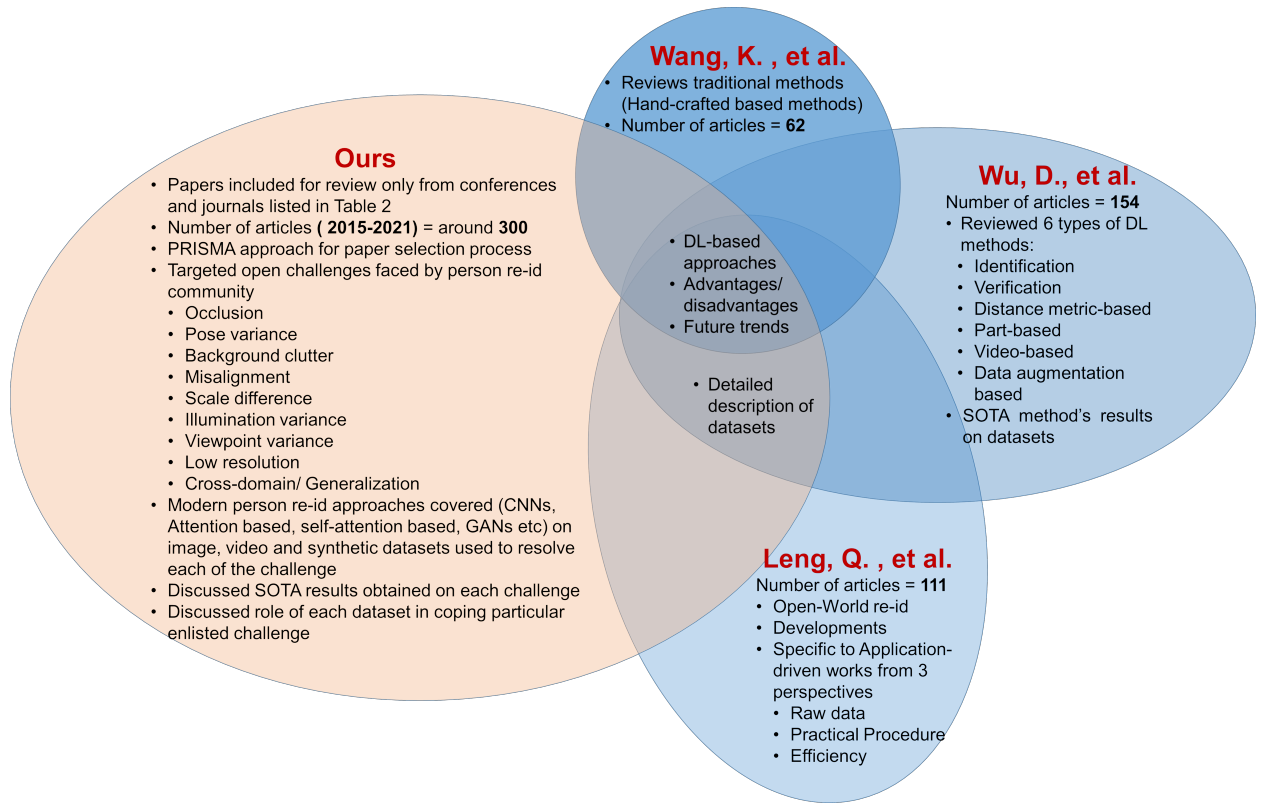 Wang, K. , et al.
• Reviews traditional methods
(Hand-crafted based methods)
• Number of articles = 62
Ours
• Papers included for review only from conferences
and journals listed in Table 2
• Number of articles ( 2015-2021) = around 300
• PRISMA approach for paper selection process
• Targeted open challenges faced by person re-id
community
• Occlusion
• Pose variance
• Background clutter
• Misalignment
• Scale difference
• Illumination variance
• Viewpoint variance
• Low resolution
• Cross-domain/ Generalization
• Modern person re-id approaches covered (CNNs,
Attention based, self-attention based, GANs etc) on
image, video and synthetic datasets used to resolve
each of the challenge
• Discussed SOTA results obtained on each challenge
• Discussed role of each dataset in coping particular
enlisted challenge
• DL-based
approaches
• Advantages/
disadvantages
• Future trends
• Detailed
description of
datasets
Wu, D., et al.
Number of articles = 154
• Reviewed 6 types of DL
methods:
• Identification
• Verification
• Distance metric-based
• Part-based
• Video-based
• Data augmentation
based
• SOTA method's results
on datasets
Leng, Q. , et al.
Number of articles = 111
• Open-World re-id
• Developments
• Specific to Application-
driven works from 3
perspectives
• Raw data
• Practical Procedure
• Efficiency